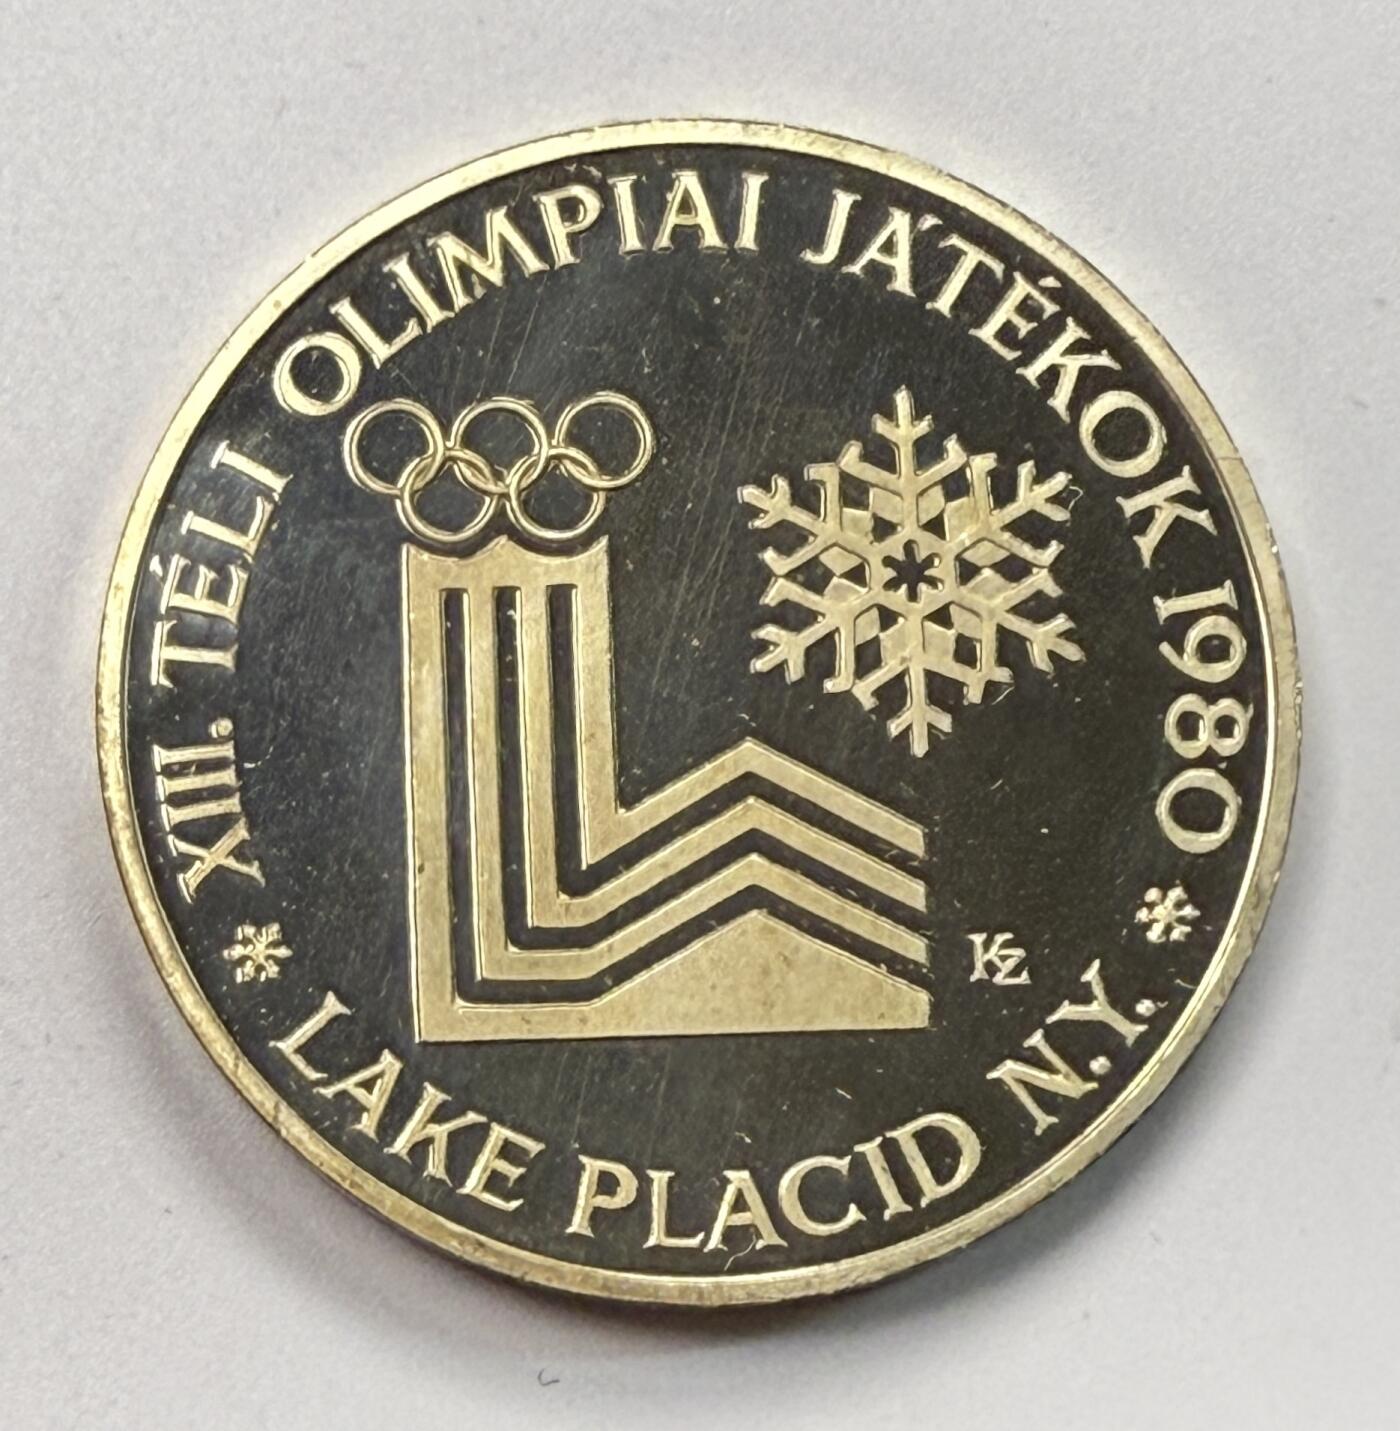 XIII. TÉLI OLIMPIAI JÁTÉKOK 1980
KZ
LAKE PLACID N.Y.